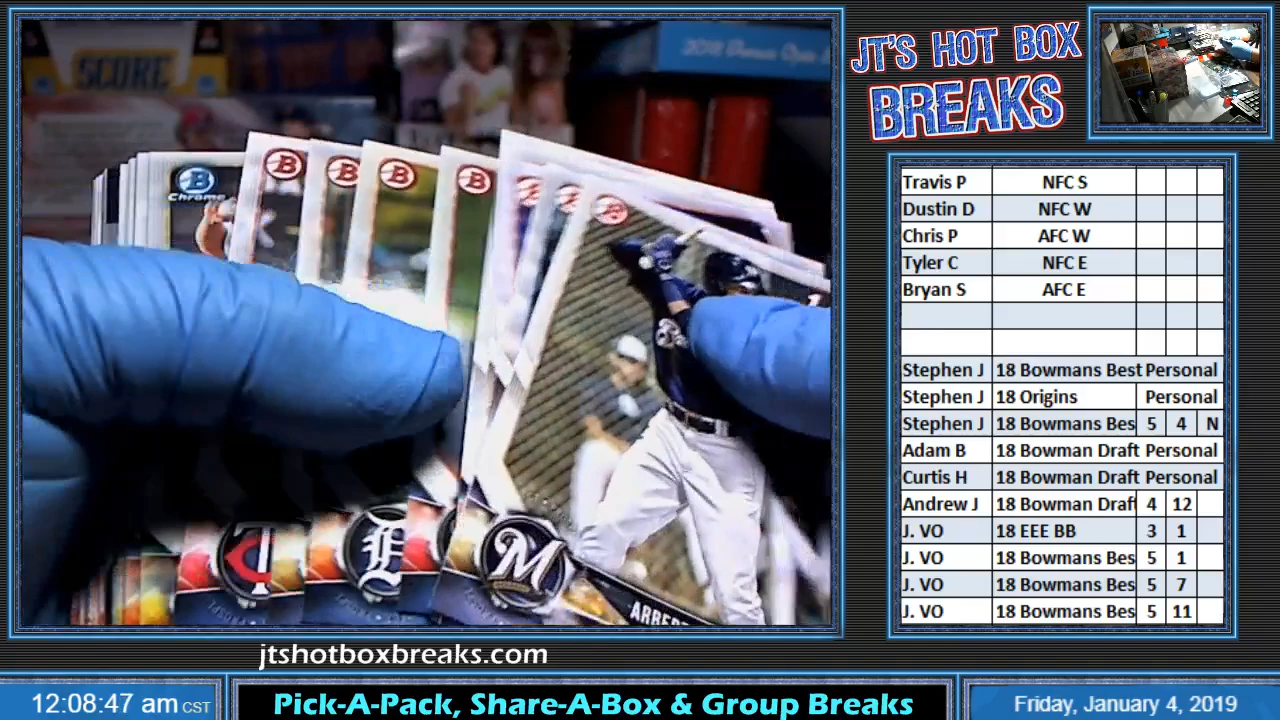 SCORE
JT'S HOT BOX
BREAKS
B
Chrome
B
B
B
B
M
Travis P NFC S
Dustin D NFC W
Chris P AFC W
Tyler C NFC E
Bryan S AFC E
Stephen J 18 Bowmans Best Personal
Stephen J 18 Origins Personal
Stephen J 18 Bowmans Bes 5 4 N
Adam B 18 Bowman Draft Personal
Curtis H 18 Bowman Draft Personal
Andrew J 18 Bowman Draf 4 12
J. VO 18 EEE BB 3 1
J. VO 18 Bowmans Bes 5 1
J. VO 18 Bowmans Bes 5 7
J. VO 18 Bowmans Bes 5 11
jtshotboxbreaks.com
12:08:47 am CST
Pick-A-Pack, Share-A-Box & Group Breaks
Friday, January 4, 2019